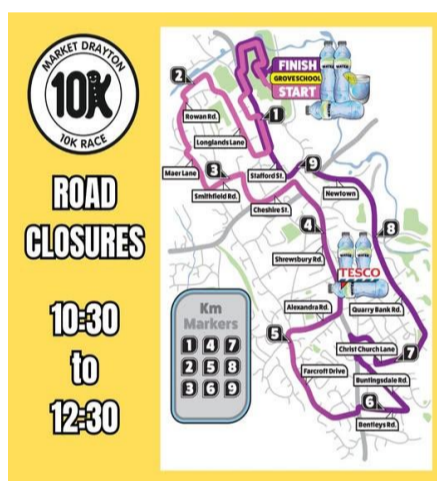 MARKET DRAYTON
10K
10K RACE
ROAD
CLOSURES
10:30
to
12:30
FINISH
GROVESCHOOL
START
2
1
Rowan Rd.
Longlands Lane
Maer Lane
3
Stafford St.
9
Smithfield Rd.
Newtown
Cheshire St.
4
8
Shrewsbury Rd.
TESCO
Alexandra Rd.
Quarry Bank Rd.
5
Christ Church Lane
7
Farcroft Drive
Buntingsdale Rd.
6
Bentleys Rd.
Km
Markers
1 4 7
2 5 8
3 6 9